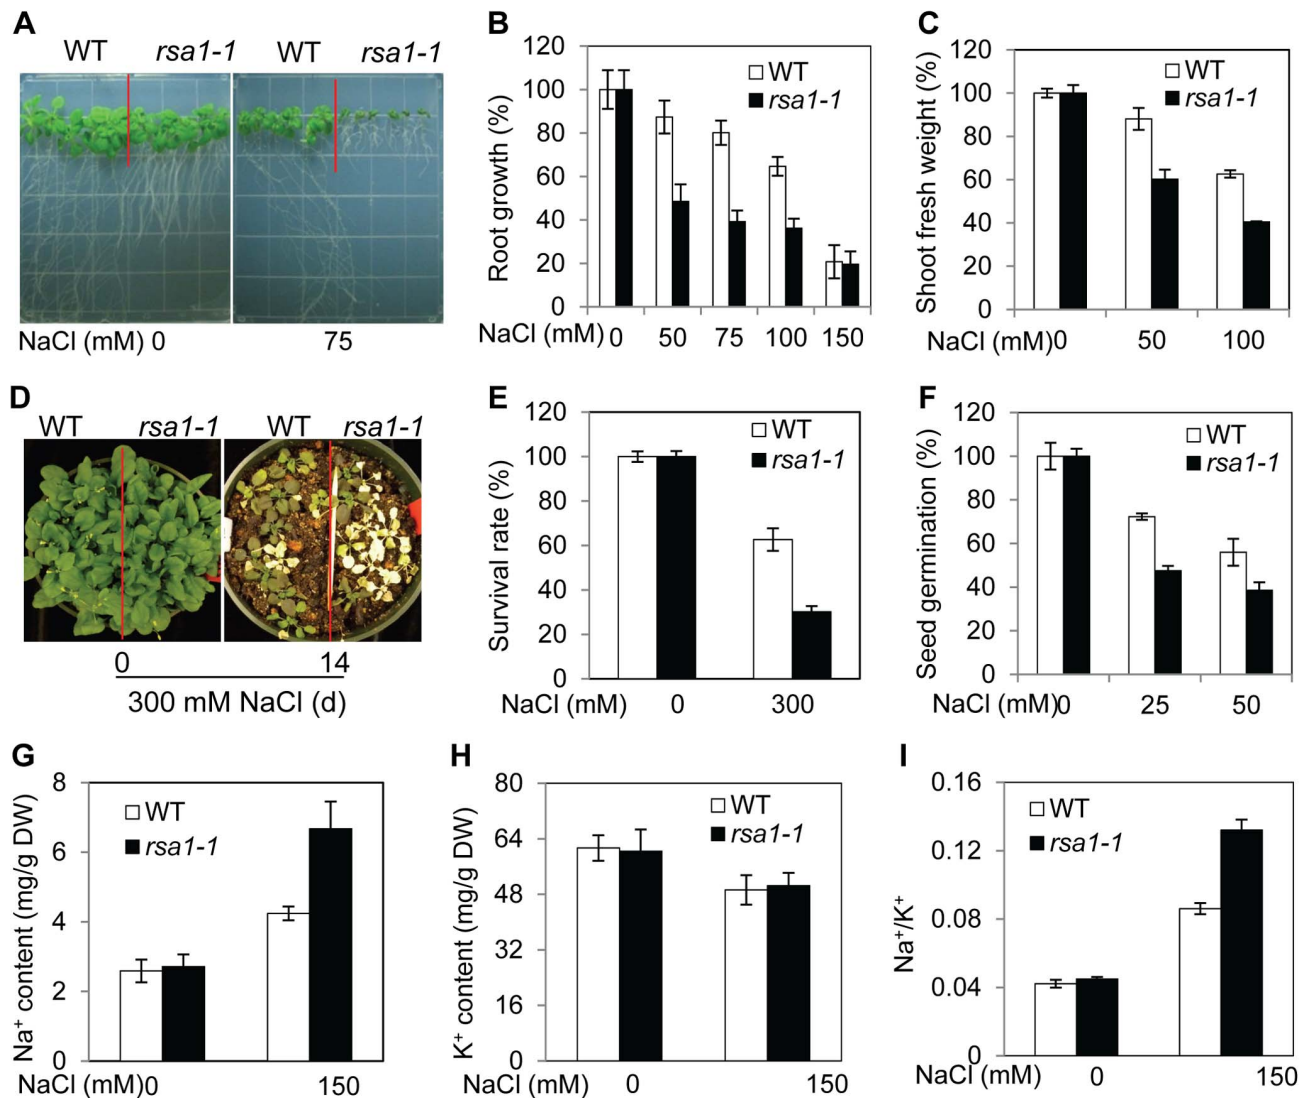 A
WT rsa1-1 WT rsa1-1
NaCl (mM) 0 75
B
Root growth (%)
120
100
80
60
40
20
0
WT
rsa1-1
NaCl (mM) 0 50 75 100 150
C
Shoot fresh weight (%)
120
100
80
60
40
20
0
WT
rsa1-1
NaCl (mM) 0 50 100
D
WT rsa1-1 WT rsa1-1
0 14
300 mM NaCl (d)
E
Survival rate (%)
120
100
80
60
40
20
0
WT
rsa1-1
NaCl (mM) 0 300
F
Seed germination (%)
120
100
80
60
40
20
0
WT
rsa1-1
NaCl (mM) 0 25 50
G
Na⁺ content (mg/g DW)
8
6
4
2
0
WT
rsa1-1
NaCl (mM) 0 150
H
K⁺ content (mg/g DW)
80
64
48
32
16
0
WT
rsa1-1
NaCl (mM) 0 150
I
Na⁺/K⁺
0.16
0.12
0.08
0.04
0
WT
rsa1-1
NaCl (mM) 0 150